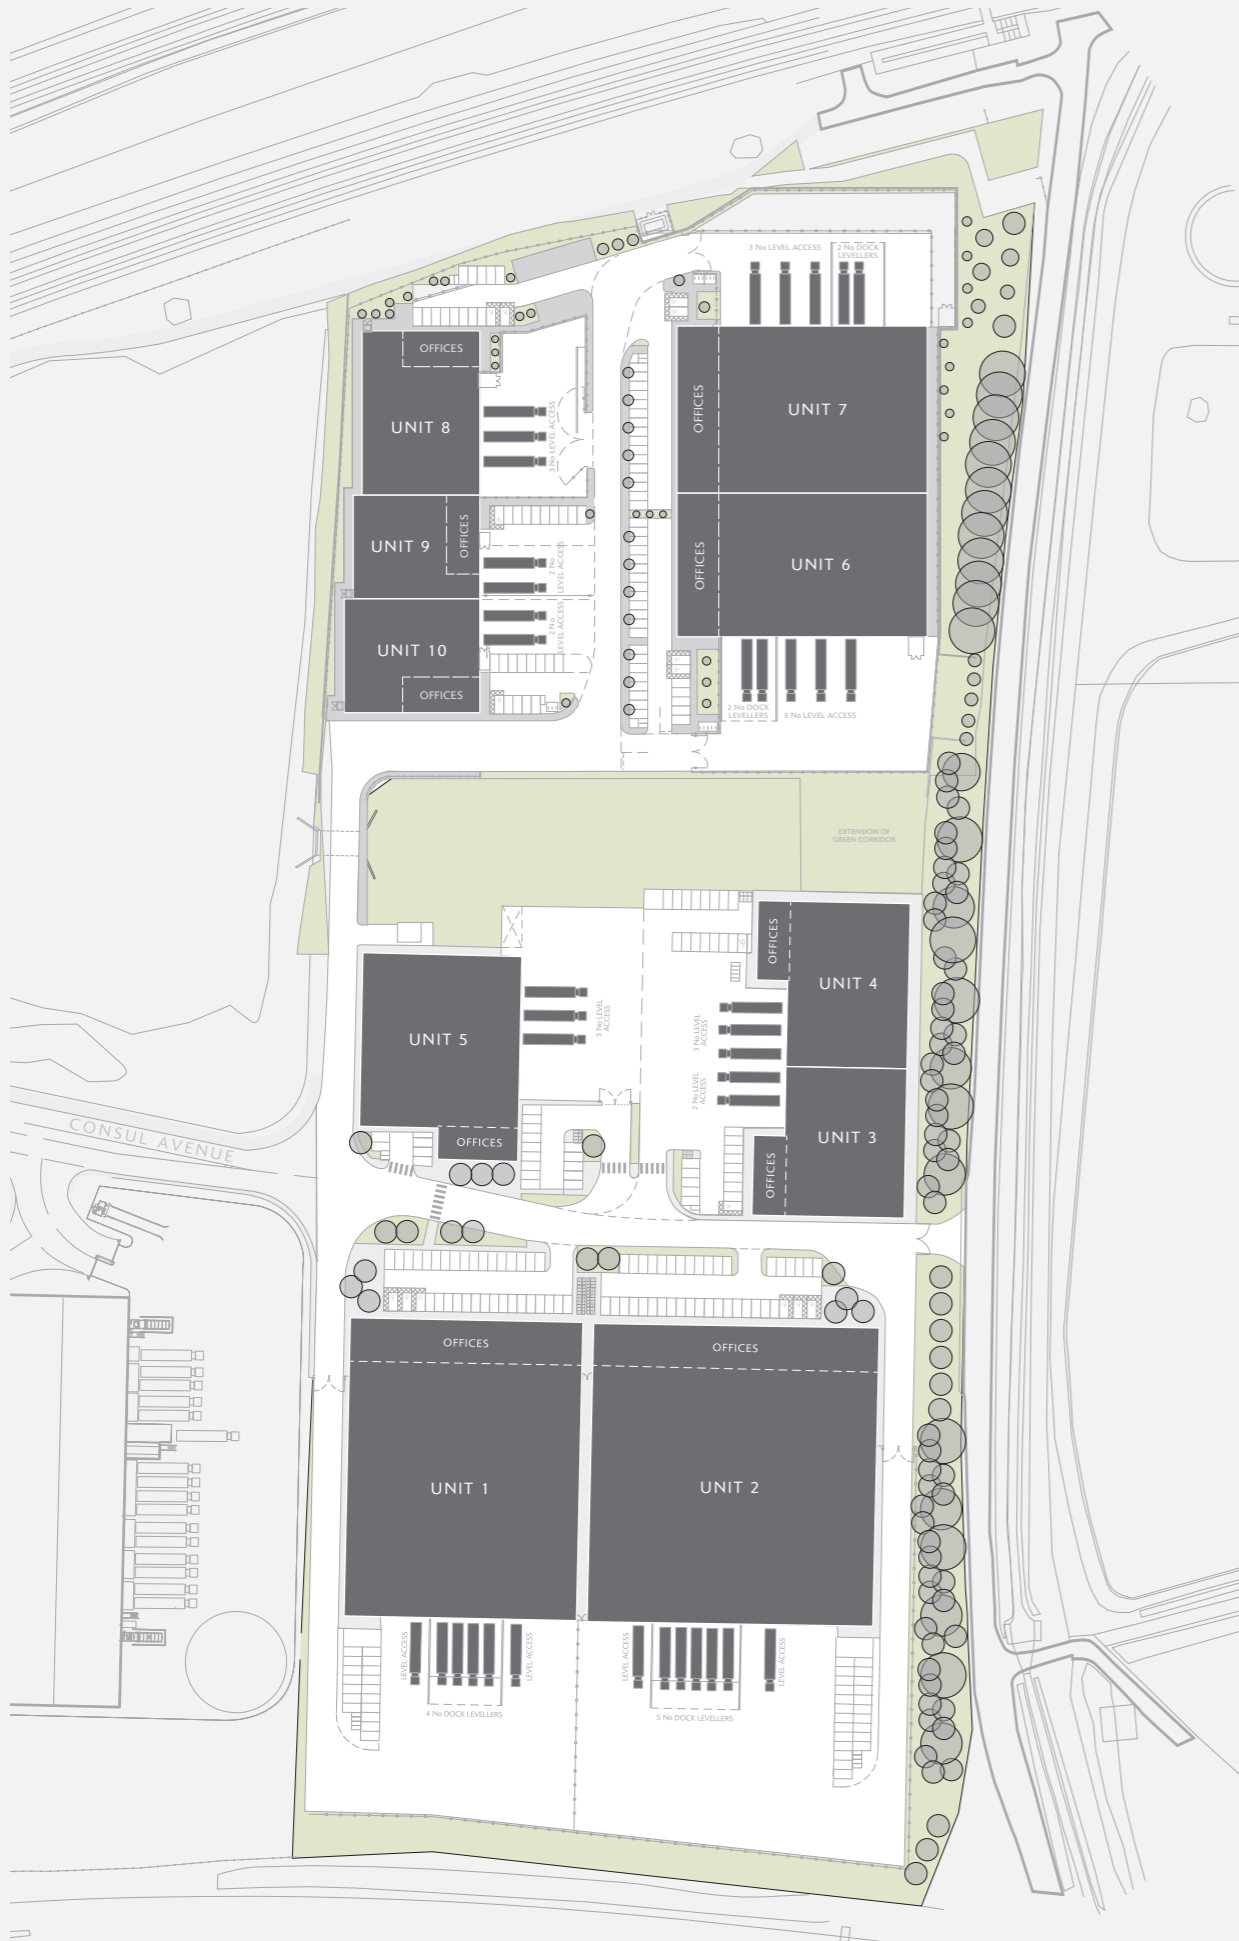 3 No LEVEL ACCESS
2 No DOCK
LEVELLERS
OFFICES
UNIT 8
3 No LEVEL ACCESS
OFFICES
UNIT 7
UNIT 9
OFFICES
2 No
LEVEL ACCESS
OFFICES
UNIT 6
UNIT 10
OFFICES
2 No
LEVEL ACCESS
2 No DOCK
LEVELLERS
3 No LEVEL ACCESS
EXTENSION OF
GREEN CORRIDOR
OFFICES
UNIT 4
UNIT 5
3 No LEVEL
ACCESS
3 No LEVEL
ACCESS
2 No LEVEL
ACCESS
CONSUL AVENUE
OFFICES
UNIT 3
OFFICES
OFFICES
OFFICES
UNIT 1
UNIT 2
LEVEL ACCESS
LEVEL ACCESS
4 No DOCK LEVELLERS
LEVEL ACCESS
LEVEL ACCESS
5 No DOCK LEVELLERS